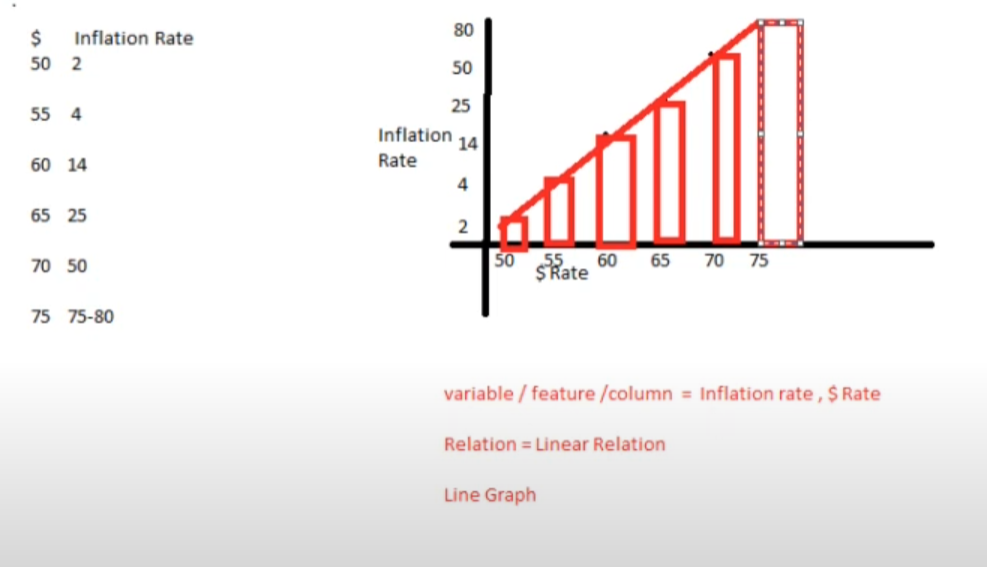 $ Inflation Rate
50 2
55 4
60 14
65 25
70 50
75 75-80
80
50
25
14
4
2
Inflation
Rate
50 55 60 65 70 75
$ Rate
variable / feature /column = Inflation rate , $ Rate
Relation = Linear Relation
Line Graph